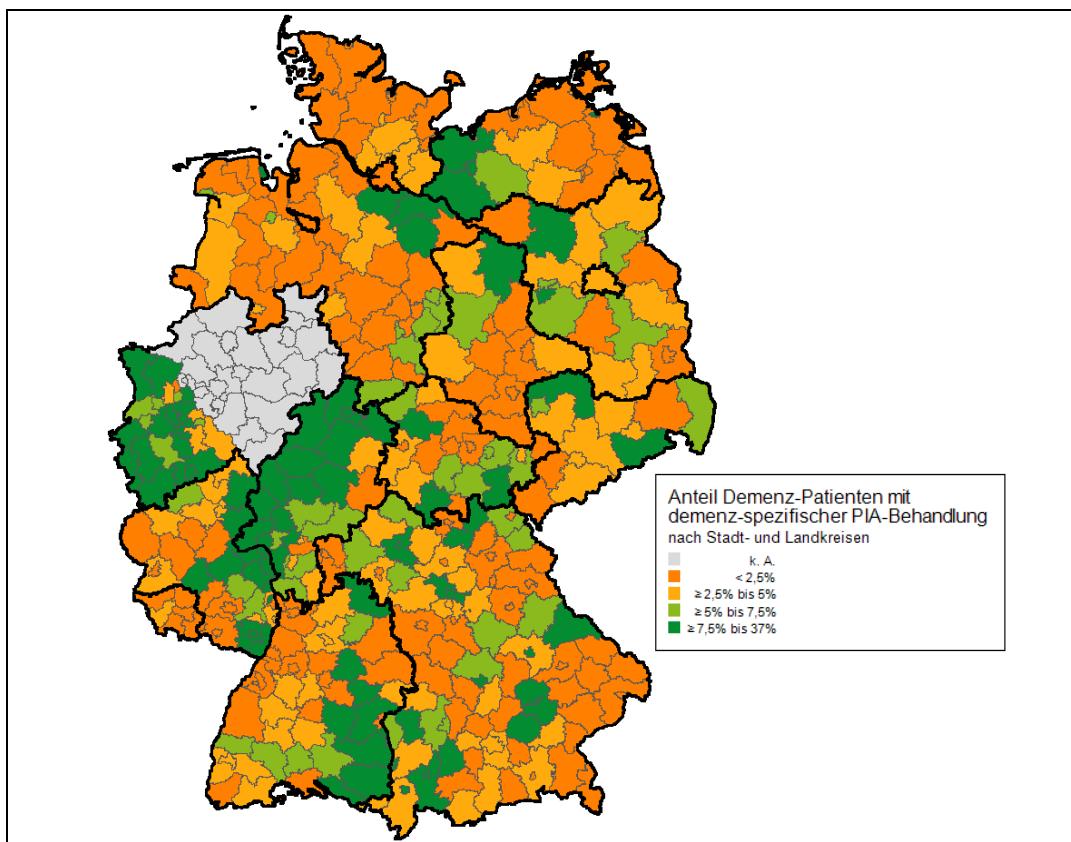 Anteil Demenz-Patienten mit
demenz-spezifischer PIA-Behandlung
nach Stadt- und Landkreisen
k. A.
< 2,5%
≥ 2,5% bis 5%
≥ 5% bis 7,5%
≥ 7,5% bis 37%